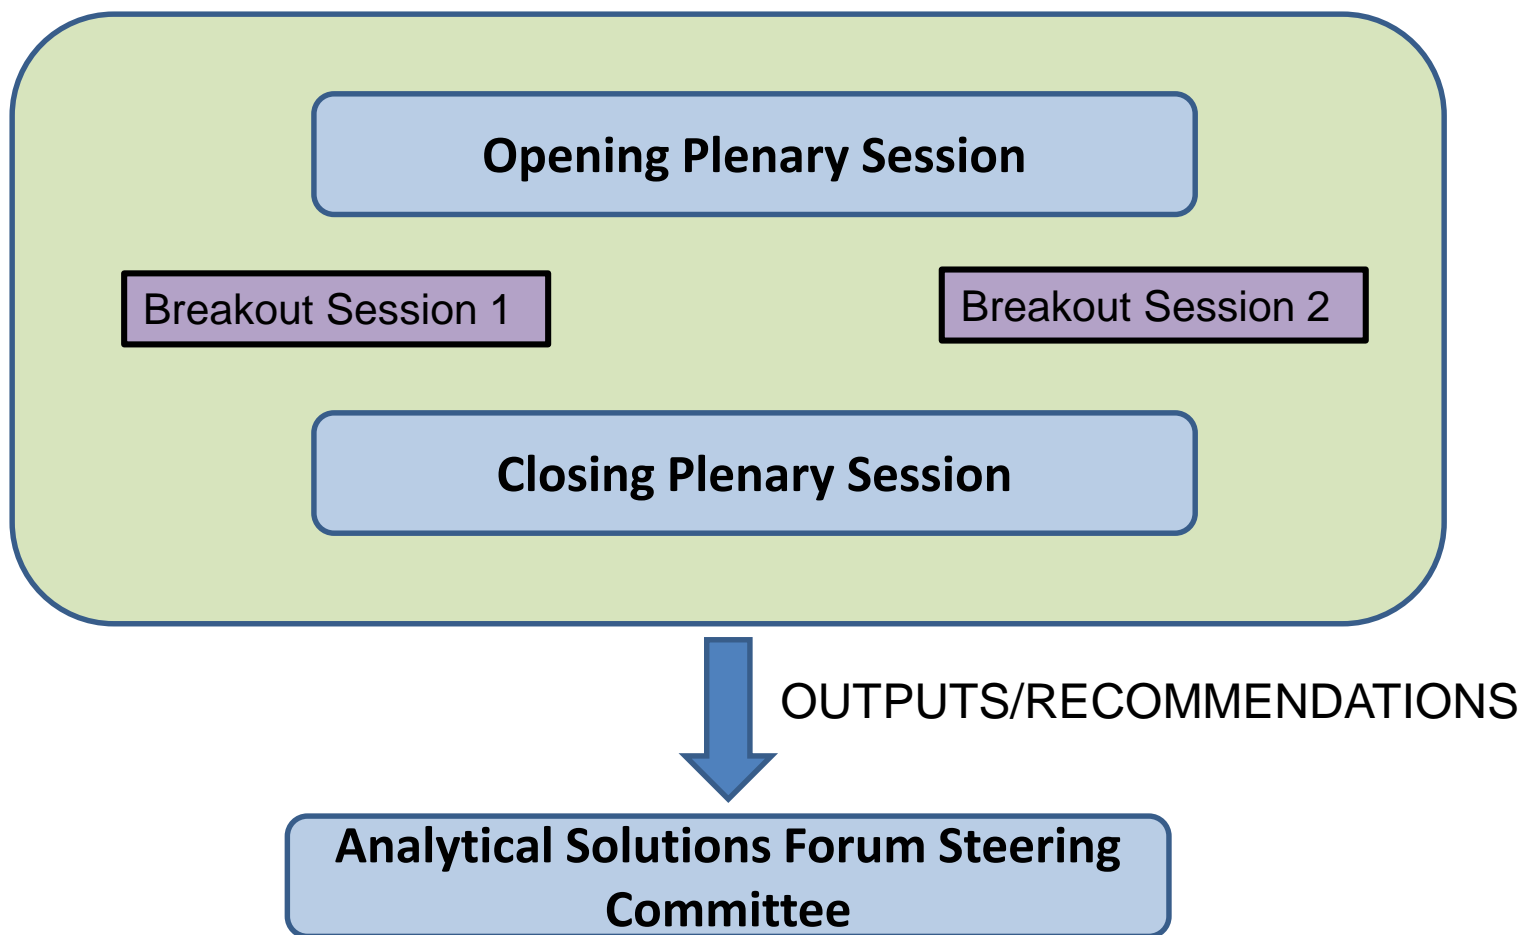 Opening Plenary Session
Breakout Session 1
Breakout Session 2
Closing Plenary Session
OUTPUTS/RECOMMENDATIONS
Analytical Solutions Forum Steering
Committee